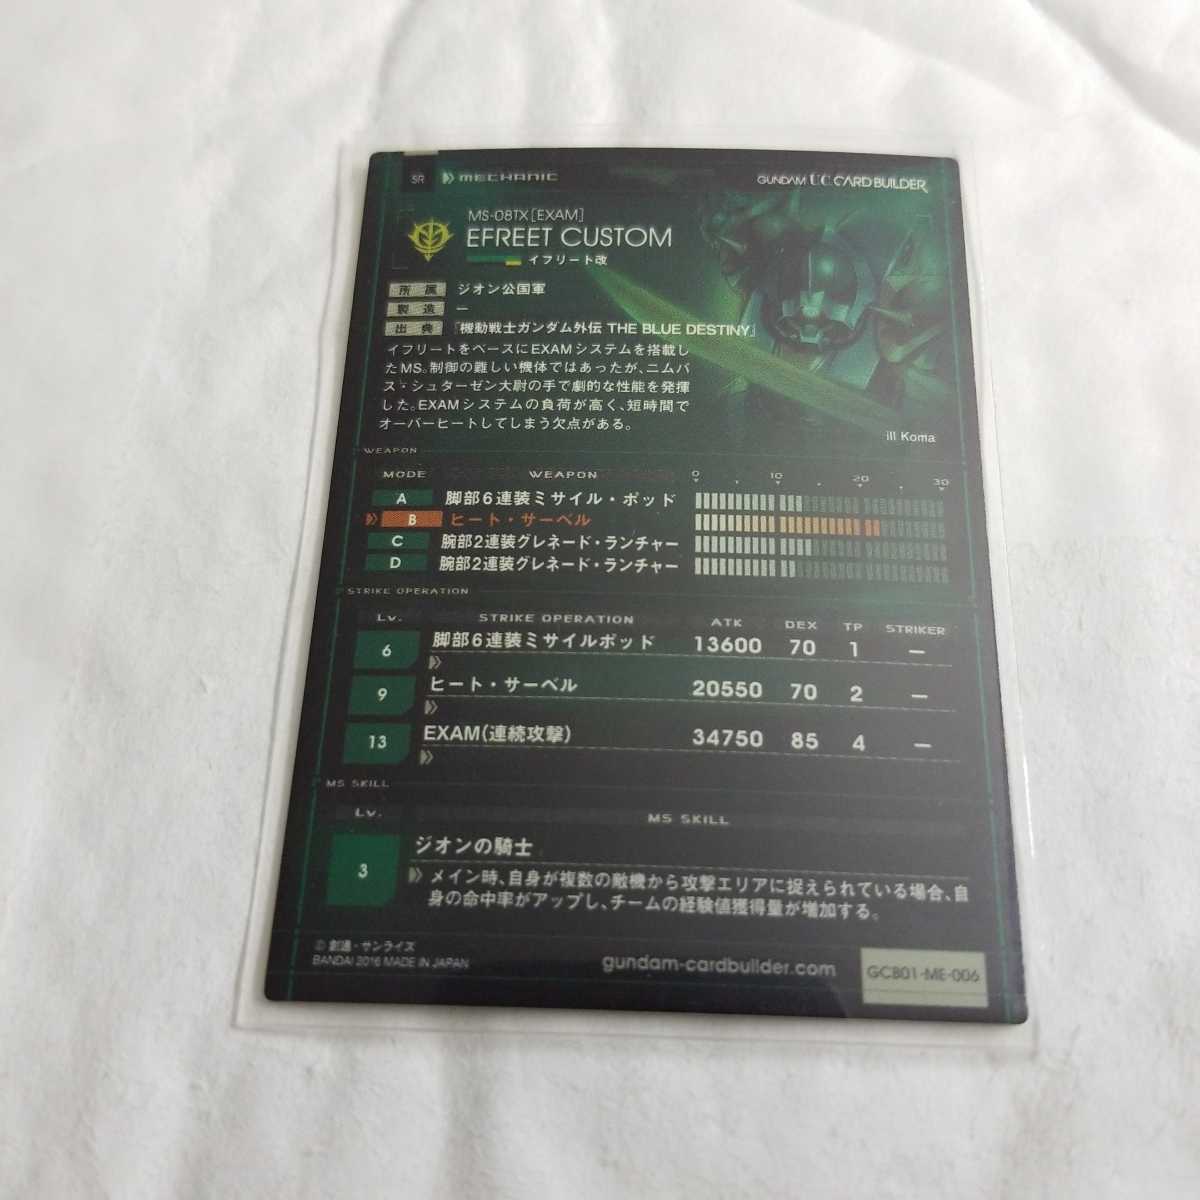 SR MECHANIC GUNDAM U.C. CARD BUILDER
MS-08TX[EXAM]
EFREET CUSTOM
イフリート改
所属 ジオン公国軍
製造 ー
出典 『機動戦士ガンダム外伝 THE BLUE DESTINY』
イフリートをベースにEXAMシステムを搭載し
たMS。制御の難しい機体ではあったが、ニムバ
ス・シュターゼン大尉の手で劇的な性能を発揮
した。EXAMシステムの負荷が高く、短時間で
オーバーヒートしてしまう欠点がある。
ill Koma
WEAPON
MODE WEAPON 0 10 20 30
A 脚部6連装ミサイル・ポッド
B ヒート・サーベル
C 腕部2連装グレネード・ランチャー
D 腕部2連装グレネード・ランチャー
STRIKE OPERATION
Lv. STRIKE OPERATION ATK DEX TP STRIKER
6 脚部6連装ミサイルポッド 13600 70 1 ー
9 ヒート・サーベル 20550 70 2 ー
13 EXAM(連続攻撃) 34750 85 4 ー
MS SKILL
Lv. MS SKILL
3 ジオンの騎士
メイン時、自身が複数の敵機から攻撃エリアに捉えられている場合、自
身の命中率がアップし、チームの経験値獲得量が増加する。
© 創通・サンライズ
BANDAI 2016 MADE IN JAPAN
gundam-cardbuilder.com
GCB01-ME-006